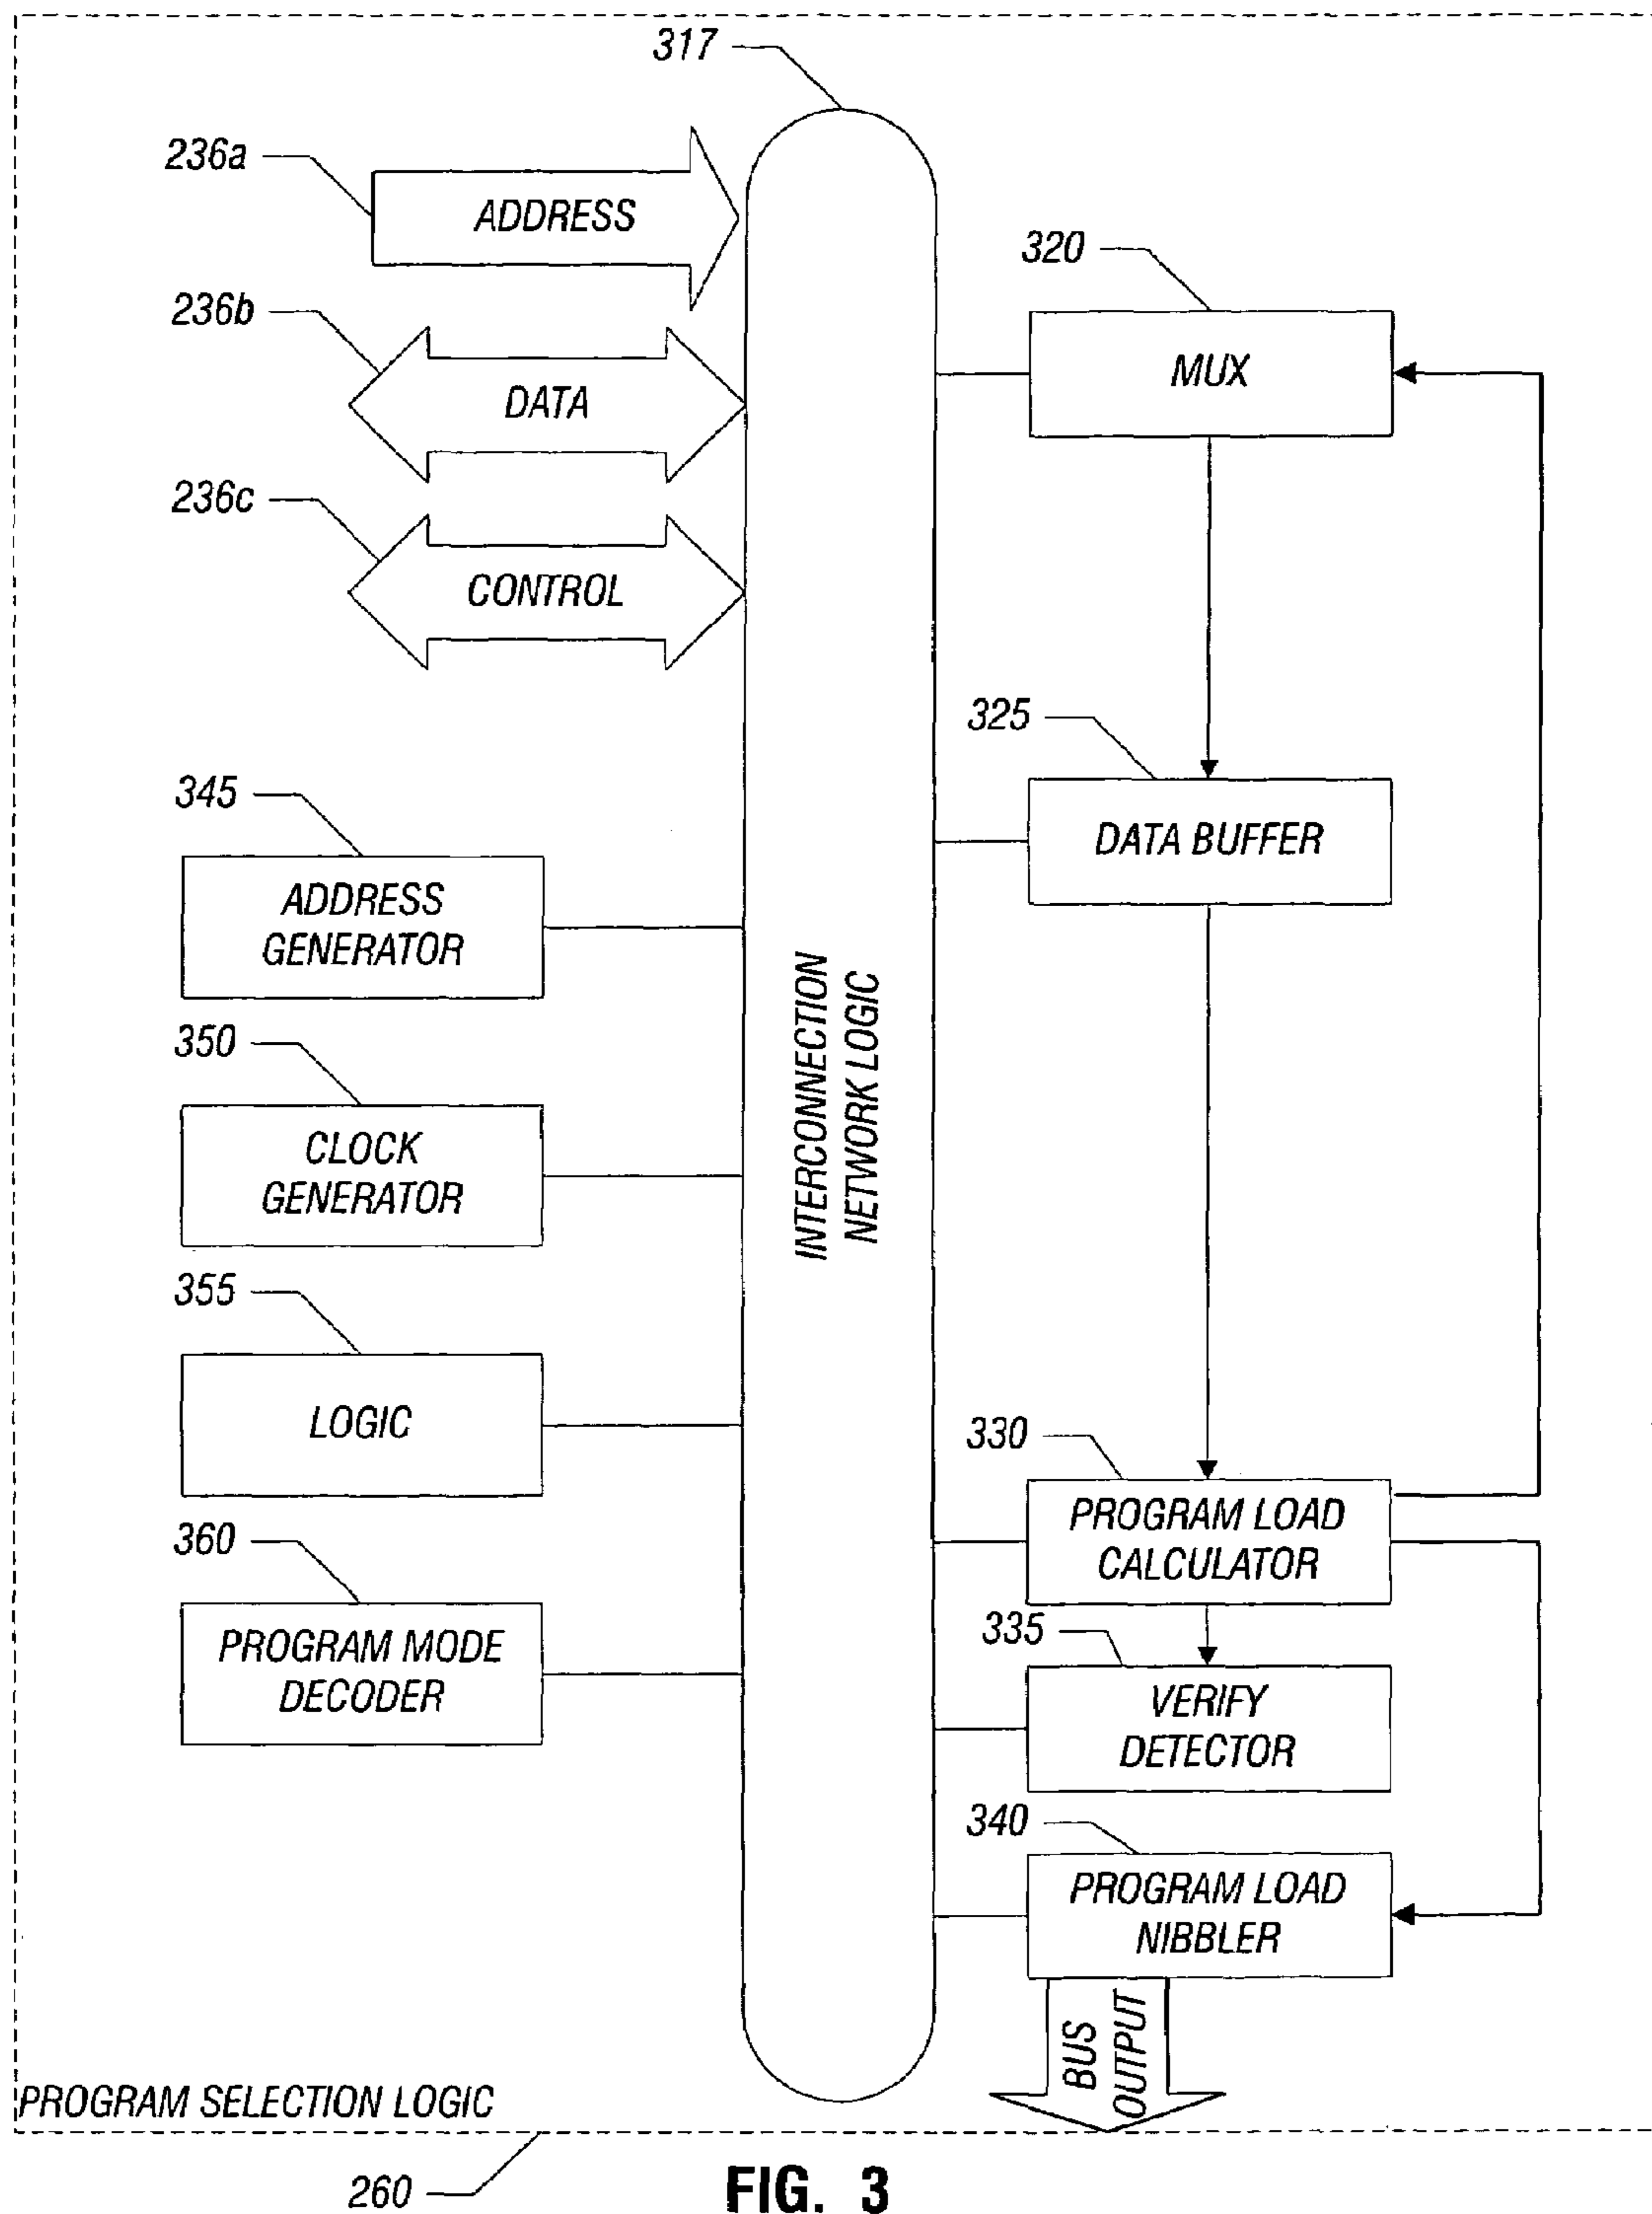 317
236a
ADDRESS
320
236b
MUX
DATA
236c
CONTROL
325
345
DATA BUFFER
ADDRESS
GENERATOR
INTERCONNECTION
NETWORK LOGIC
350
CLOCK
GENERATOR
355
LOGIC
330
PROGRAM LOAD
CALCULATOR
360
PROGRAM MODE
DECODER
335
VERIFY
DETECTOR
340
PROGRAM LOAD
NIBBLER
BUS
OUTPUT
PROGRAM SELECTION LOGIC
260
FIG. 3